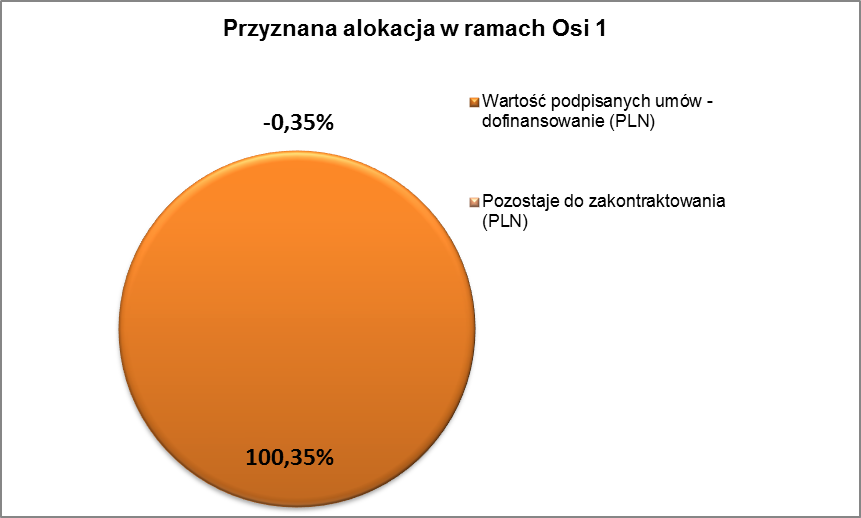 Przyznana alokacja w ramach Osi 1
-0,35%
Wartość podpisanych umów -
dofinansowanie (PLN)
Pozostaje do zakontraktowania
(PLN)
100,35%